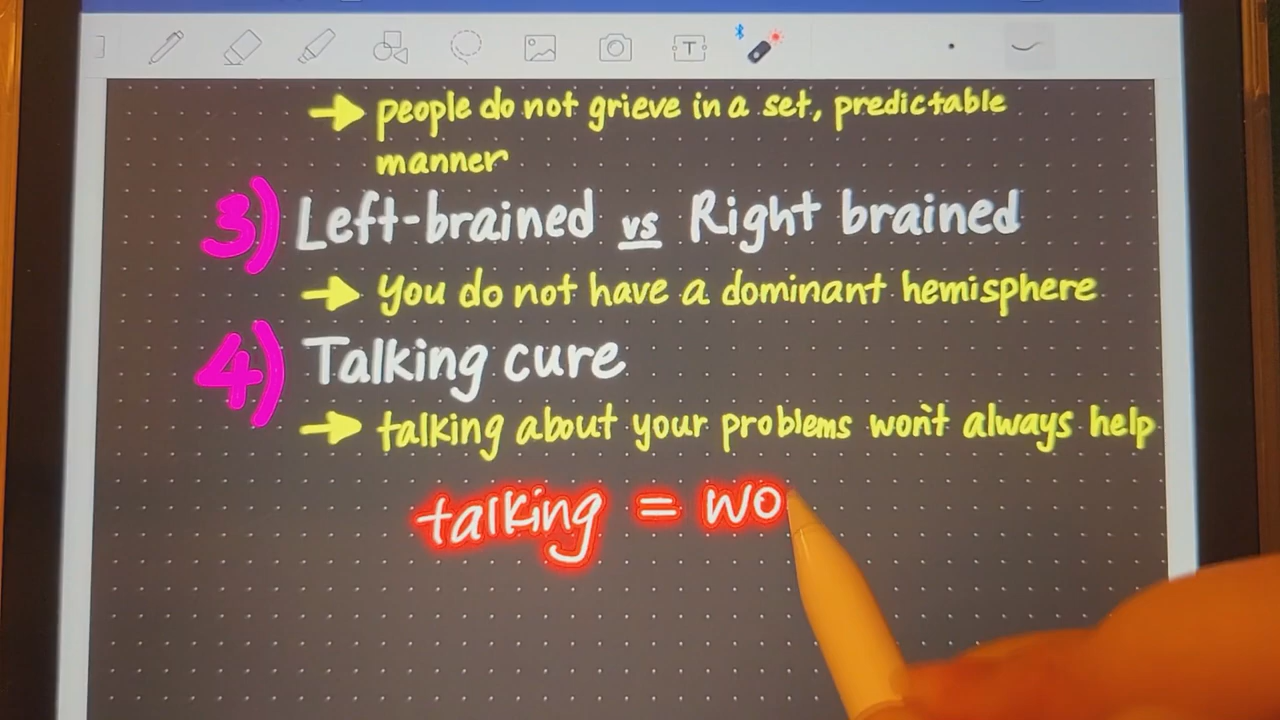 → people do not grieve in a set, predictable
manner
3) Left-brained vs Right brained
→ You do not have a dominant hemisphere
4) Talking cure
→ talking about your problems won't always help
talking = wo